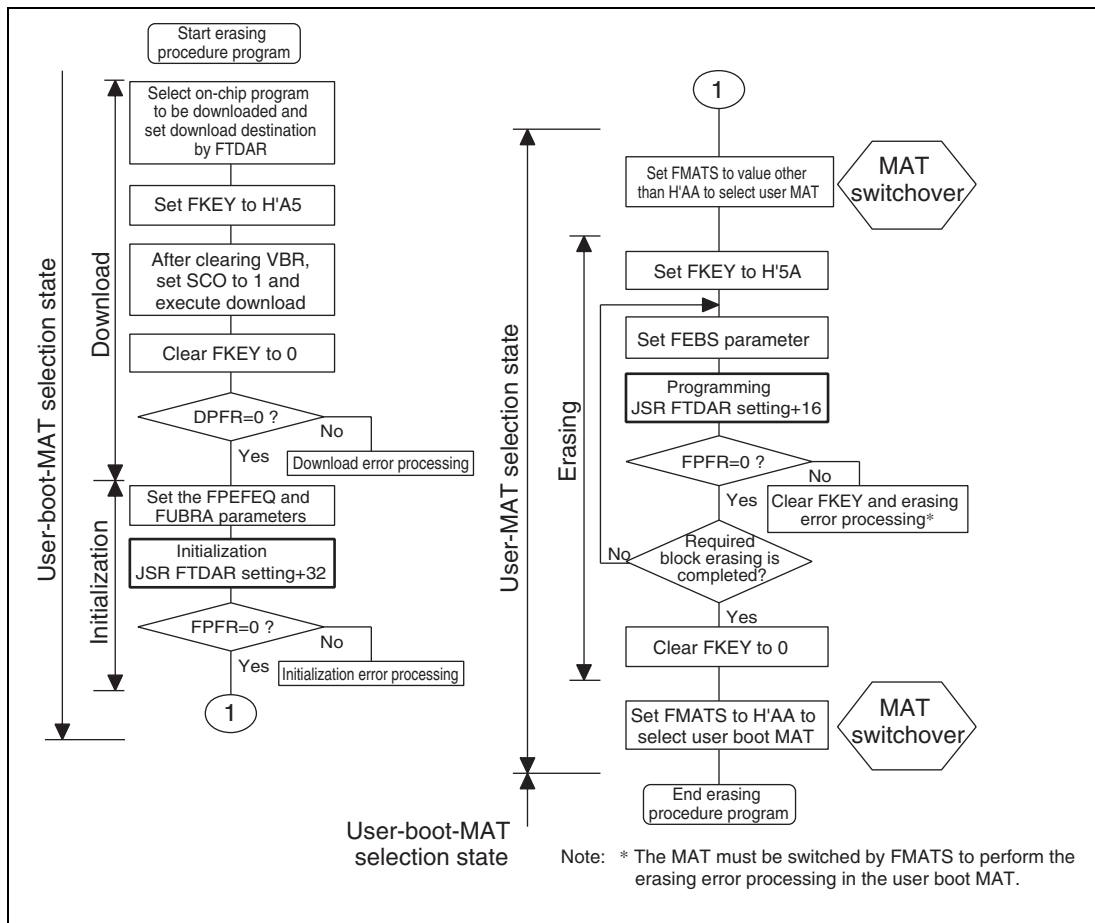 Start erasing
procedure program
Select on-chip program
to be downloaded and
set download destination
by FTDAR
Set FKEY to H'A5
After clearing VBR,
set SCO to 1 and
execute download
Clear FKEY to 0
DPFR=0 ?
No
Yes
Download error processing
Set the FPEFEQ and
FUBRA parameters
Initialization
JSR FTDAR setting+32
FPFR=0 ?
No
Yes
Initialization error processing
1
User-boot-MAT selection state
Download
Initialization
1
Set FMATS to value other
than H'AA to select user MAT
MAT
switchover
Set FKEY to H'5A
Set FEBS parameter
Programming
JSR FTDAR setting+16
FPFR=0 ?
No
Yes
Clear FKEY and erasing
error processing*
Required
block erasing is
completed?
No
Yes
Clear FKEY to 0
Set FMATS to H'AA to
select user boot MAT
MAT
switchover
End erasing
procedure program
User-MAT selection state
Erasing
User-boot-MAT
selection state
Note: * The MAT must be switched by FMATS to perform the
erasing error processing in the user boot MAT.